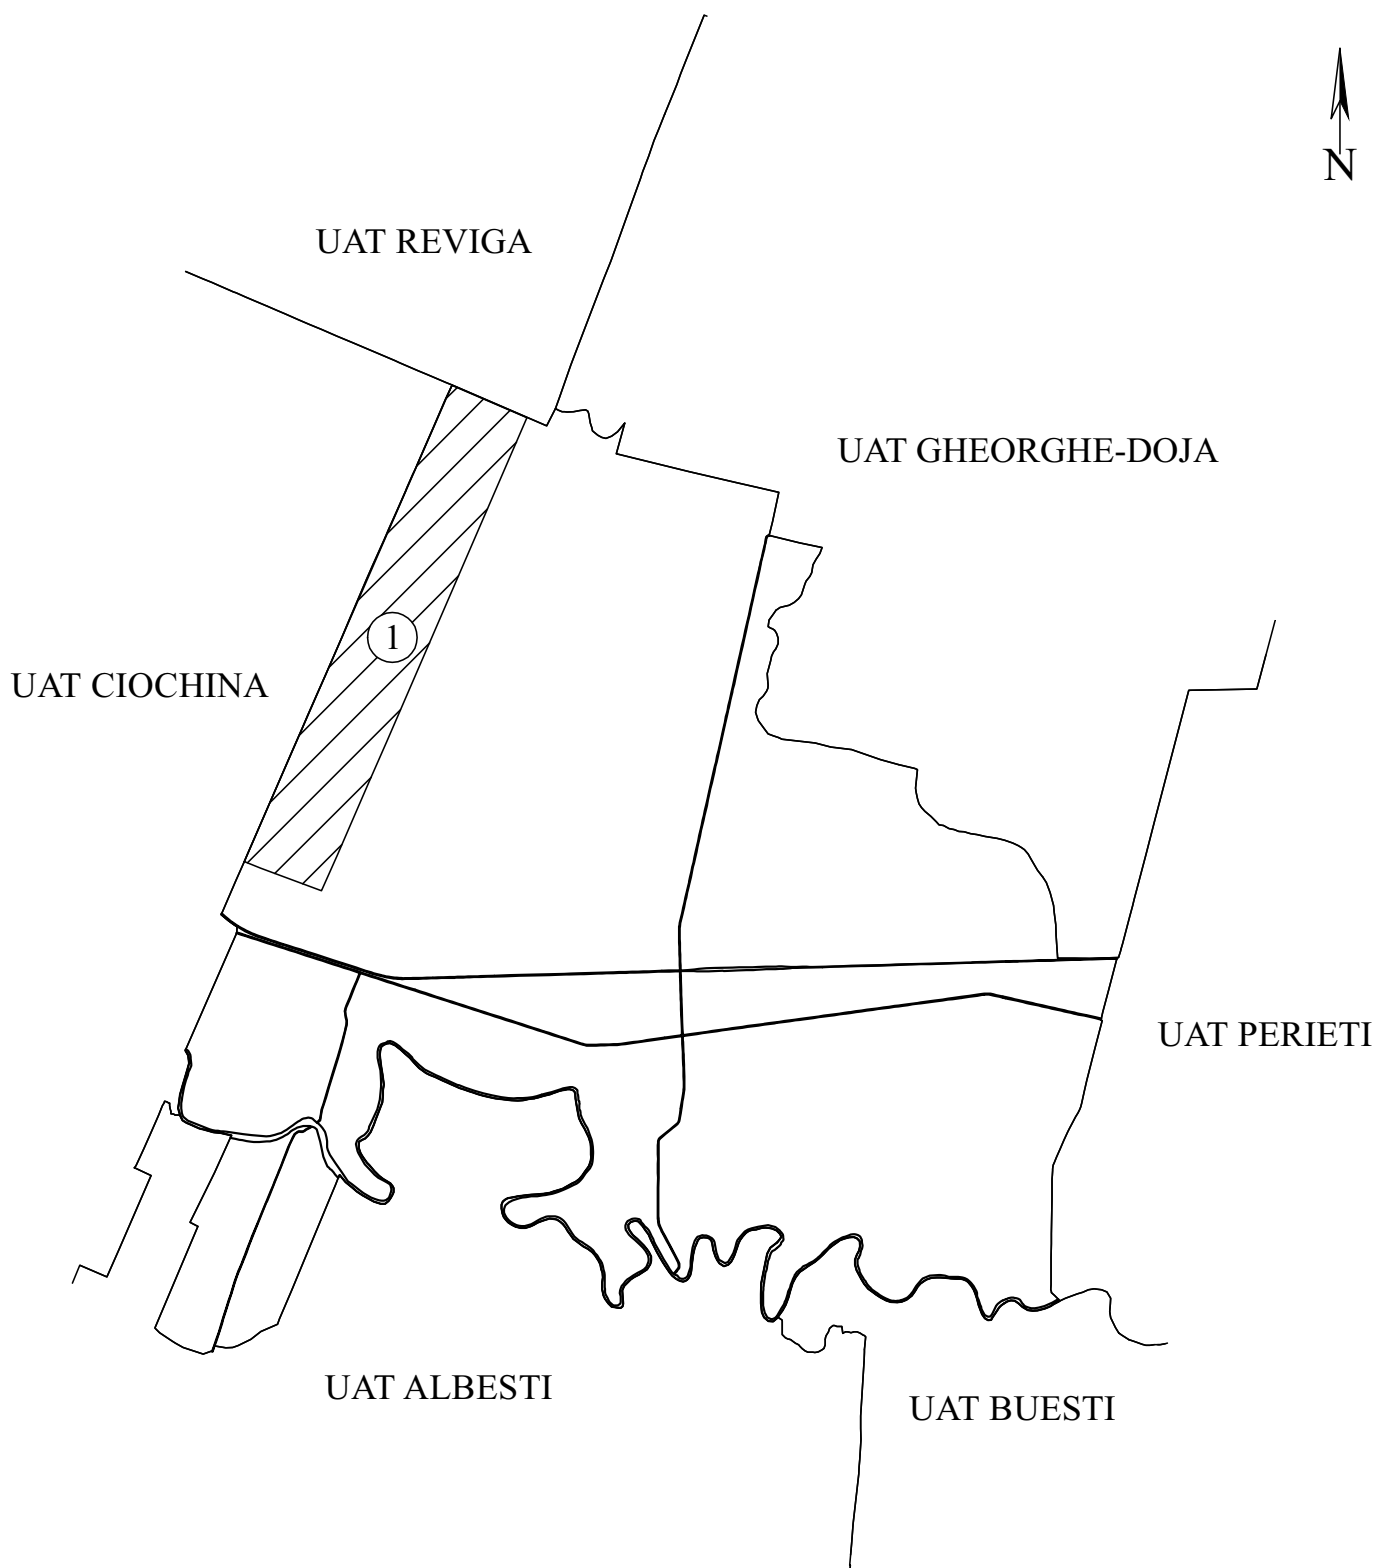 N
UAT REVIGA
UAT GHEORGHE-DOJA
1
UAT CIOCHINA
UAT PERIETI
UAT ALBESTI
UAT BUESTI